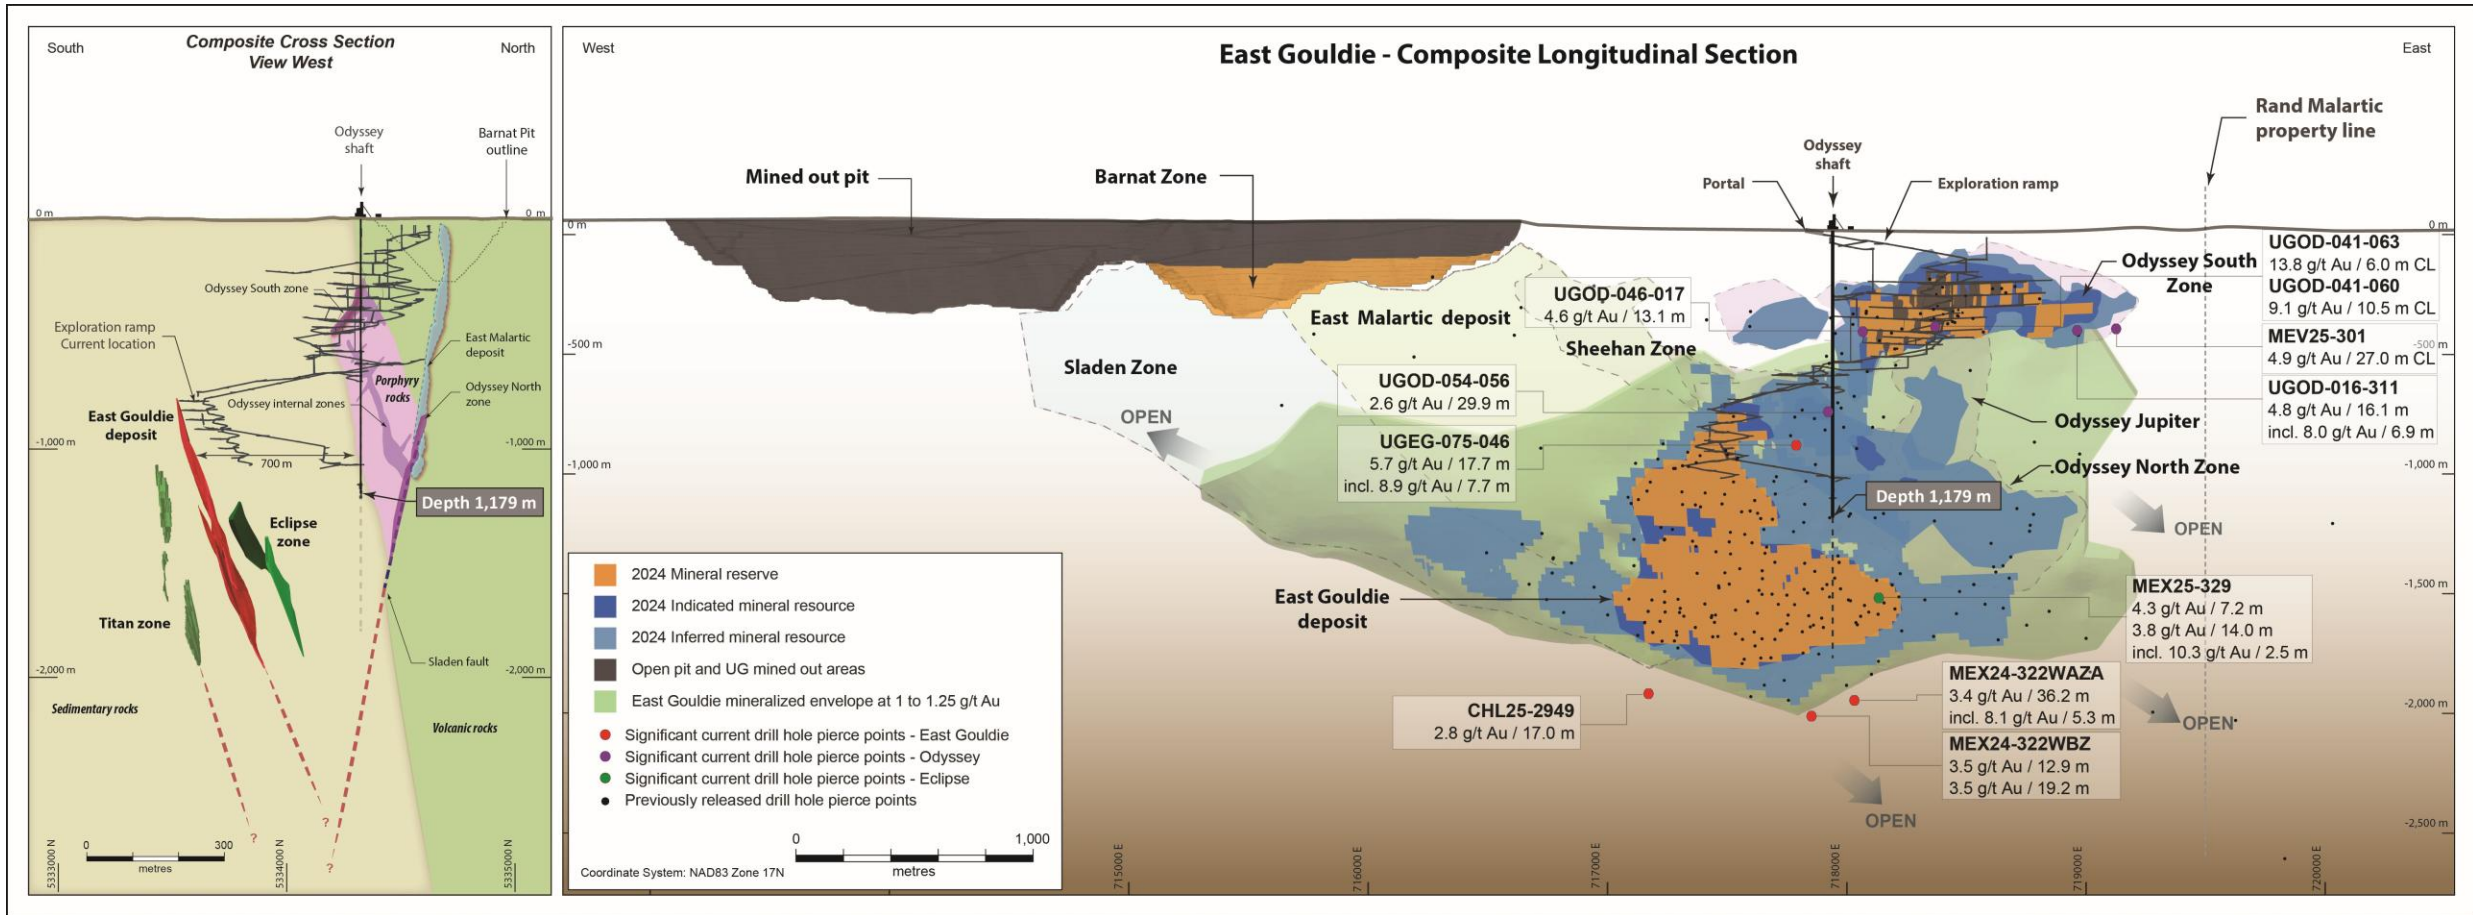 South
Composite Cross Section
View West
North
Odyssey
shaft
Barnat Pit
outline
0 m
0 m
Odyssey South zone
Exploration ramp
Current location
East Malartic
deposit
Porphyry
rocks
Odyssey North
zone
Odyssey internal zones
East Gouldie
deposit
-1,000 m
-1,000 m
700 m
Depth 1,179 m
Eclipse
zone
Titan zone
Sladen fault
-2,000 m
-2,000 m
Sedimentary rocks
Volcanic rocks
?
?
?
0
300
metres
5333000 N
5334000 N
5335000 N
West
East Gouldie - Composite Longitudinal Section
East
Rand Malartic
property line
Mined out pit
Barnat Zone
Odyssey
shaft
Portal
Exploration ramp
0 m
0 m
UGOD-041-063
13.8 g/t Au / 6.0 m CL
UGOD-041-060
9.1 g/t Au / 10.5 m CL
Odyssey South
Zone
UGOD-046-017
4.6 g/t Au / 13.1 m
East Malartic deposit
Sheehan Zone
MEV25-301
4.9 g/t Au / 27.0 m CL
-500 m
-500 m
Sladen Zone
UGOD-054-056
2.6 g/t Au / 29.9 m
UGOD-016-311
4.8 g/t Au / 16.1 m
incl. 8.0 g/t Au / 6.9 m
OPEN
Odyssey Jupiter
UGEG-075-046
5.7 g/t Au / 17.7 m
incl. 8.9 g/t Au / 7.7 m
Odyssey North Zone
-1,000 m
-1,000 m
Depth 1,179 m
OPEN
2024 Mineral reserve
2024 Indicated mineral resource
2024 Inferred mineral resource
Open pit and UG mined out areas
East Gouldie mineralized envelope at 1 to 1.25 g/t Au
Significant current drill hole pierce points - East Gouldie
Significant current drill hole pierce points - Odyssey
Significant current drill hole pierce points - Eclipse
Previously released drill hole pierce points
0
1,000
metres
Coordinate System: NAD83 Zone 17N
East Gouldie
deposit
MEX25-329
4.3 g/t Au / 7.2 m
3.8 g/t Au / 14.0 m
incl. 10.3 g/t Au / 2.5 m
-1,500 m
MEX24-322WAZA
3.4 g/t Au / 36.2 m
incl. 8.1 g/t Au / 5.3 m
CHL25-2949
2.8 g/t Au / 17.0 m
-2,000 m
OPEN
MEX24-322WBZ
3.5 g/t Au / 12.9 m
3.5 g/t Au / 19.2 m
OPEN
-2,500 m
715000 E
716000 E
717000 E
718000 E
719000 E
720000 E